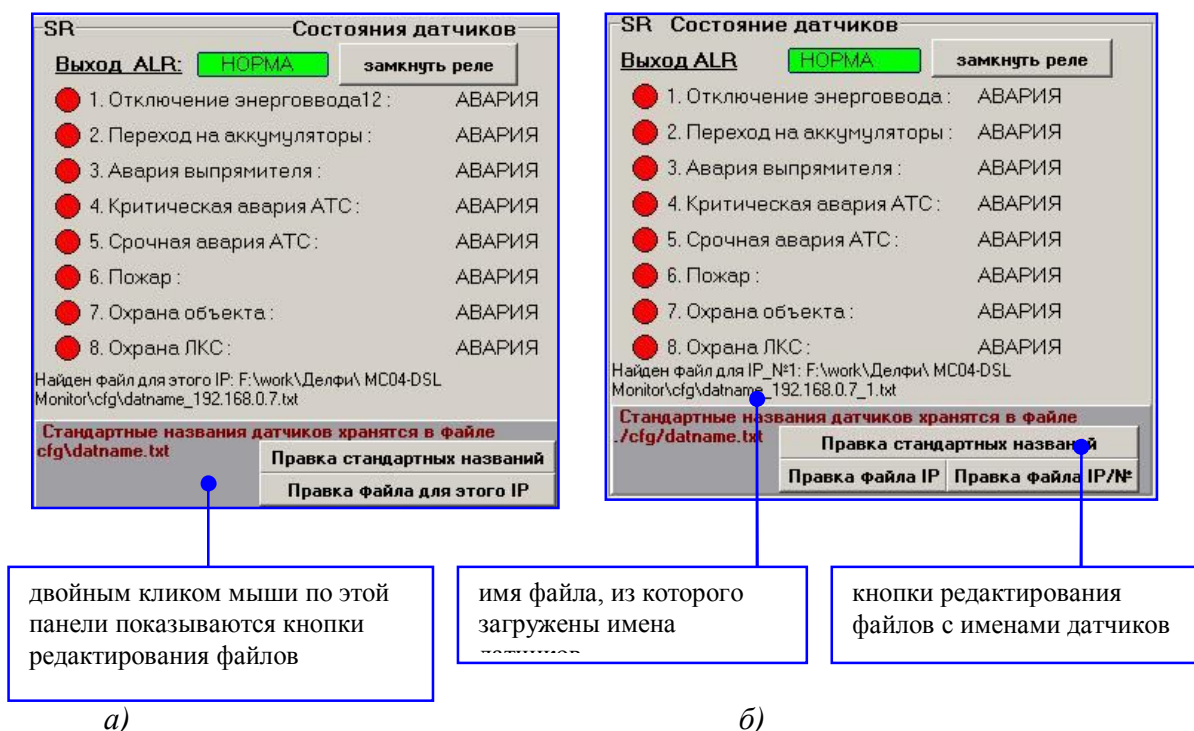 SR Состояния датчиков
Выход ALR: НОРМА замкнуть реле
1. Отключение энерговвода12 : АВАРИЯ
2. Переход на аккумуляторы : АВАРИЯ
3. Авария выпрямителя : АВАРИЯ
4. Критическая авария АТС : АВАРИЯ
5. Срочная авария АТС : АВАРИЯ
6. Пожар : АВАРИЯ
7. Охрана объекта : АВАРИЯ
8. Охрана ЛКС : АВАРИЯ
Найден файл для этого IP: F:\work\Делфи\ MC04-DSL
Monitor\cfg\datname_192.168.0.7.txt
Стандартные названия датчиков хранятся в файле
cfg\datname.txt
Правка стандартных названий
Правка файла для этого IP
SR Состояние датчиков
Выход ALR НОРМА замкнуть реле
1. Отключение энерговвода : АВАРИЯ
2. Переход на аккумуляторы : АВАРИЯ
3. Авария выпрямителя : АВАРИЯ
4. Критическая авария АТС : АВАРИЯ
5. Срочная авария АТС : АВАРИЯ
6. Пожар : АВАРИЯ
7. Охрана объекта : АВАРИЯ
8. Охрана ЛКС : АВАРИЯ
Найден файл для IP_№1: F:\work\Делфи\ MC04-DSL
Monitor\cfg\datname_192.168.0.7_1.txt
Стандартные названия датчиков хранятся в файле
./cfg/datname.txt
Правка стандартных названий
Правка файла IP Правка файла IP/№
двойным кликом мыши по этой
панели показываются кнопки
редактирования файлов
имя файла, из которого
загружены имена
датчиков
кнопки редактирования
файлов с именами датчиков
а) б)